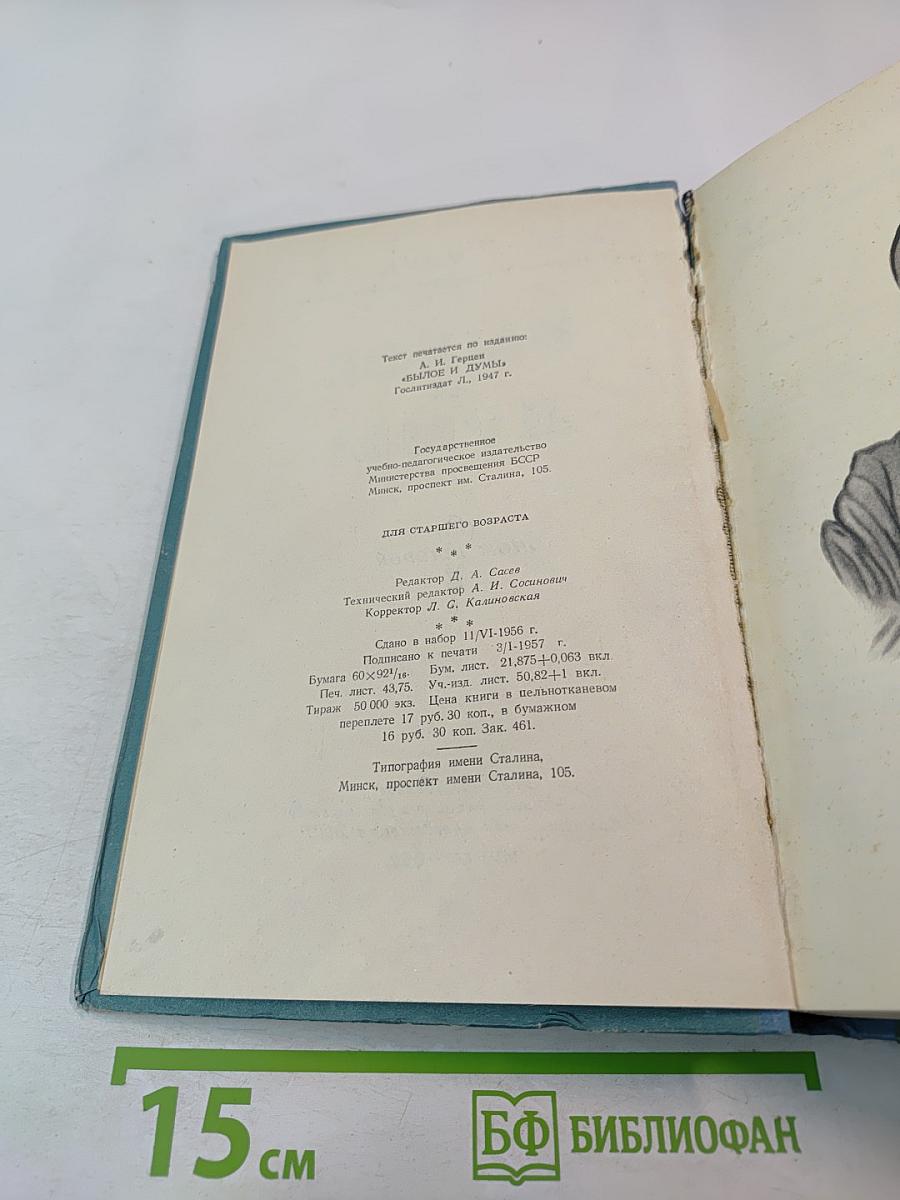 Текст печатается по изданию:
А. И. Герцен
«БЫЛОЕ И ДУМЫ»
Гослитиздат Л., 1947 г.
Государственное
учебно-педагогическое издательство
Министерства просвещения БССР
Минск, проспект им. Сталина, 105.
ДЛЯ СТАРШЕГО ВОЗРАСТА
* * *
Редактор Д. А. Сасев
Технический редактор А. И. Сосинович
Корректор Л. С. Калиновская
* * *
Сдано в набор 11/VI-1956 г.
Подписано к печати 3/I-1957 г.
Бумага 60×92¹/₁₆. Бум. лист. 21,875+0,063 вкл.
Печ. лист. 43,75. Уч.-изд. лист. 50,82+1 вкл.
Тираж 50 000 экз. Цена книги в цельнотканевом
переплете 17 руб. 30 коп., в бумажном
16 руб. 30 коп. Зак. 461.
Типография имени Сталина,
Минск, проспект имени Сталина, 105.
15 см
БФ БИБЛИОФАН